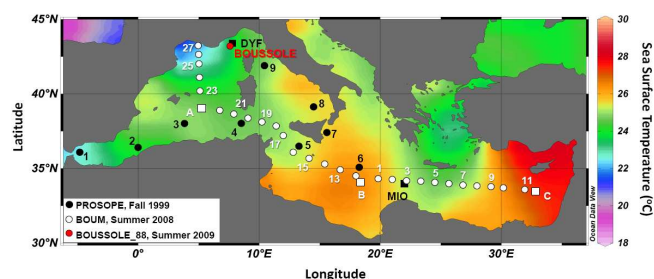 45°N
40°N
35°N
30°N
Latitude
0°
10°E
20°E
30°E
Longitude
27
25
23
A
21
19
17
15
13
B
1
3
5
7
9
11
C
DYF
BOUSSOLE
MIO
1
2
3
4
5
6
7
8
9
PROSOPE, Fall 1999
BOUM, Summer 2008
BOUSSOLE_88, Summer 2009
Ocean Data View
30
28
26
24
22
20
18
Sea Surface Temperature (ºC)